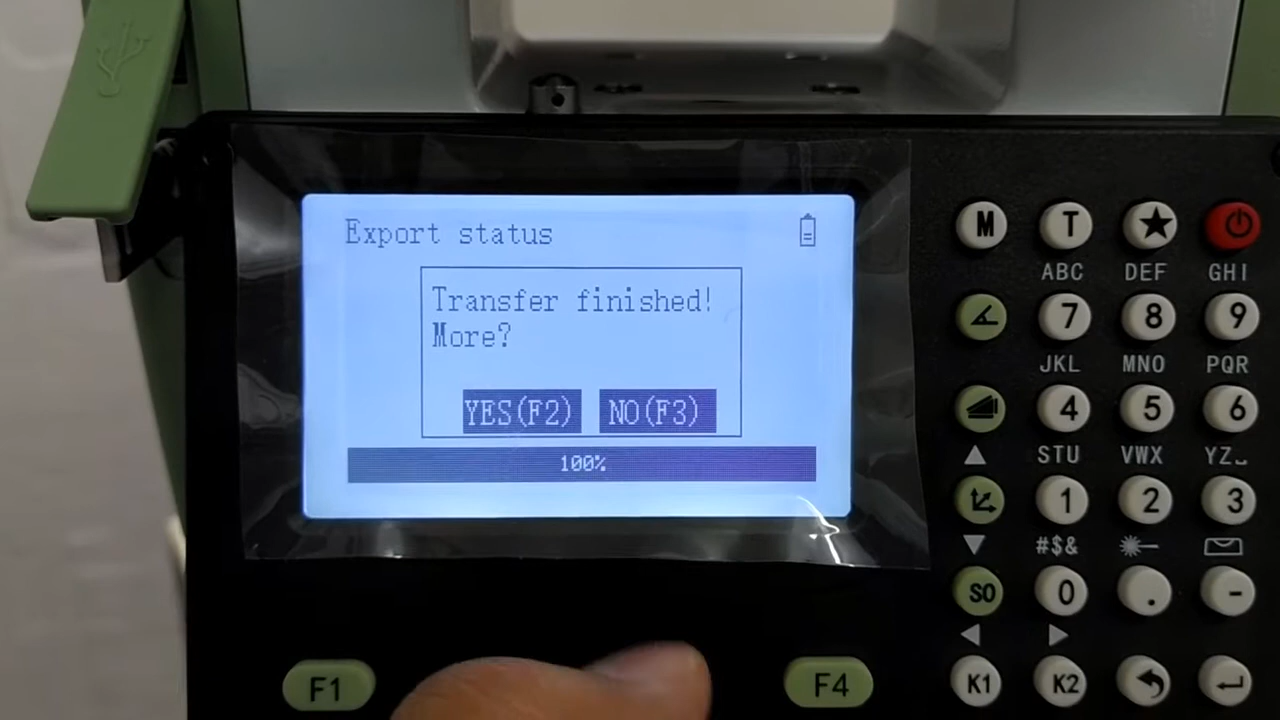 Export status
Transfer finished!
More?
YES(F2) NO(F3)
100%
M T ★
ABC DEF GHI
7 8 9
JKL MNO PQR
4 5 6
STU VWX YZ_
1 2 3
#$&
SO 0 . -
F1 F4 K1 K2